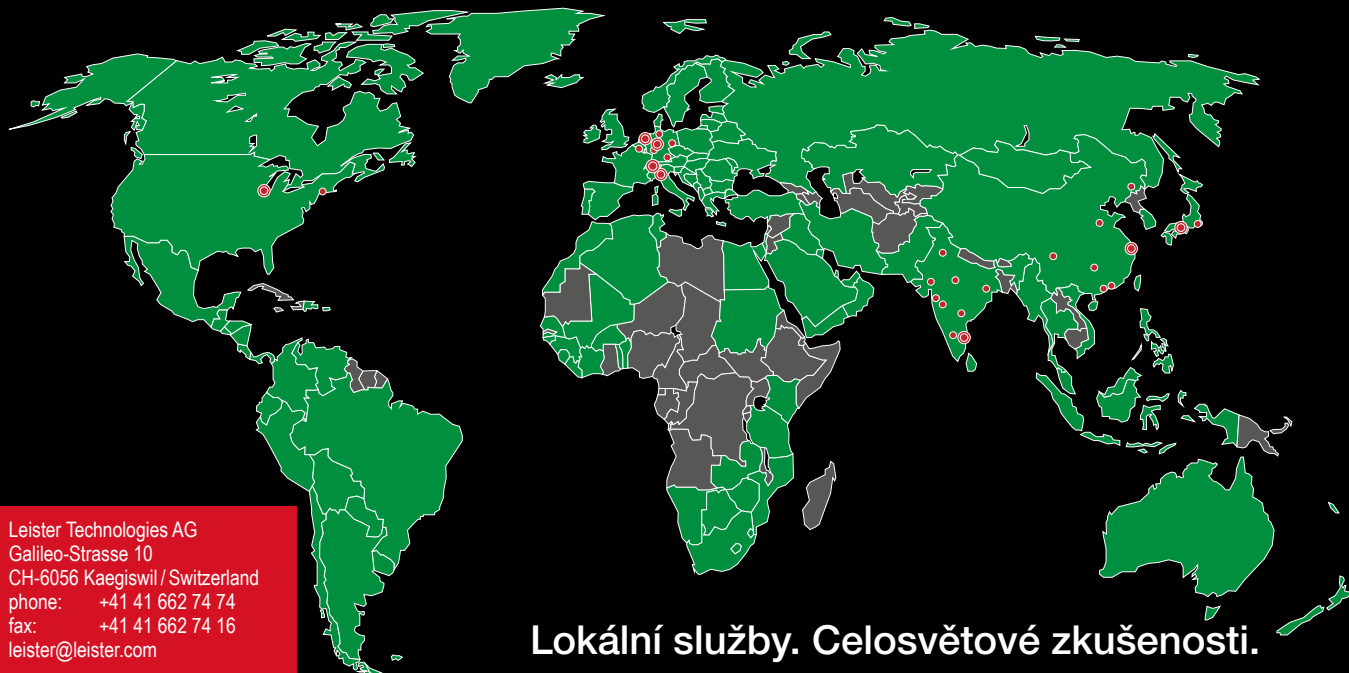 Leister Technologies AG
Galileo-Strasse 10
CH-6056 Kaegiswil / Switzerland
phone: +41 41 662 74 74
fax: +41 41 662 74 16
leister@leister.com
Lokální služby. Celosvětové zkušenosti.